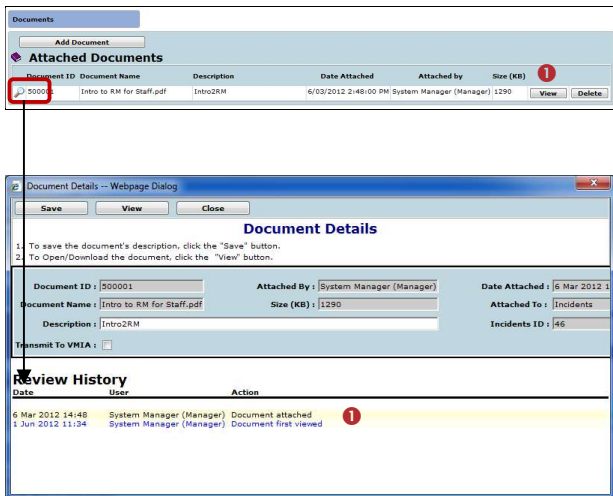 Documents
Add Document
Attached Documents
Document ID Document Name Description Date Attached Attached by Size (KB) 1
500001 Intro to RM for Staff.pdf Intro2RM 6/03/2012 2:48:00 PM System Manager (Manager) 1290 View Delete
Document Details -- Webpage Dialog X
Save View Close
Document Details
1. To save the document's description, click the "Save" button.
2. To Open/Download the document, click the "View" button.
Document ID : 500001 Attached By : System Manager (Manager) Date Attached : 6 Mar 2012 1
Document Name : Intro to RM for Staff.pdf Size (KB) : 1290 Attached To : Incidents
Description : Intro2RM Incidents ID : 46
Transmit To VMIA :
Review History
Date User Action
6 Mar 2012 14:48 System Manager (Manager) Document attached 1
1 Jun 2012 11:34 System Manager (Manager) Document first viewed